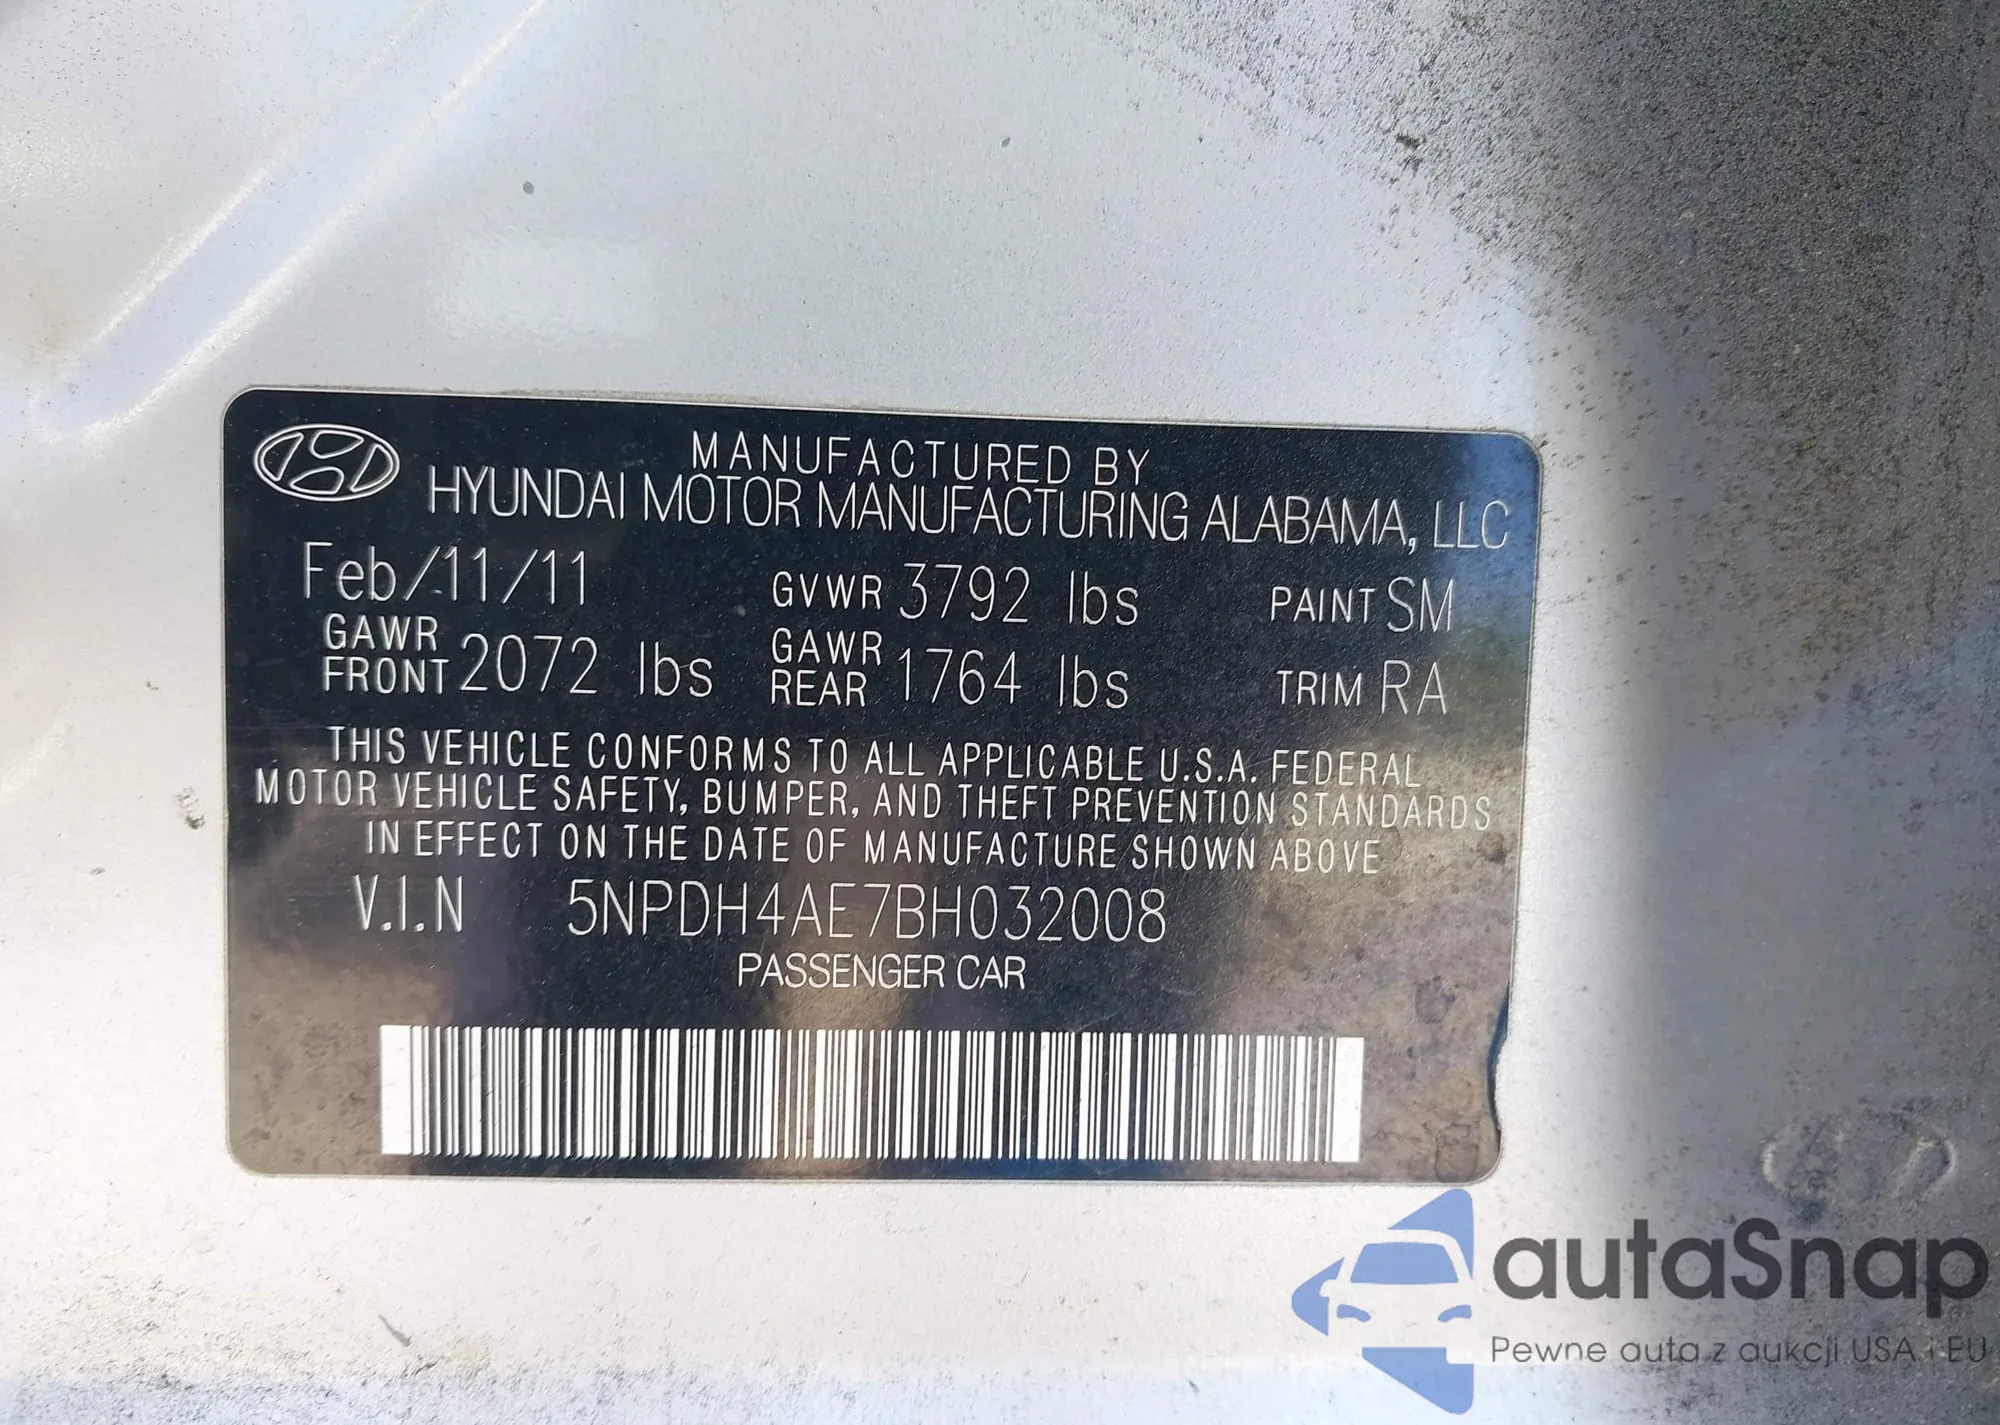 MANUFACTURED BY
HYUNDAI MOTOR MANUFACTURING ALABAMA, LLC
Feb/11/11 GVWR 3792 lbs PAINT SM
GAWR FRONT 2072 lbs GAWR REAR 1764 lbs TRIM RA
THIS VEHICLE CONFORMS TO ALL APPLICABLE U.S.A. FEDERAL
MOTOR VEHICLE SAFETY, BUMPER, AND THEFT PREVENTION STANDARDS
IN EFFECT ON THE DATE OF MANUFACTURE SHOWN ABOVE
V.I.N 5NPDH4AE7BH032008
PASSENGER CAR
autaSnap
Pewne auta z aukcji USA i EU